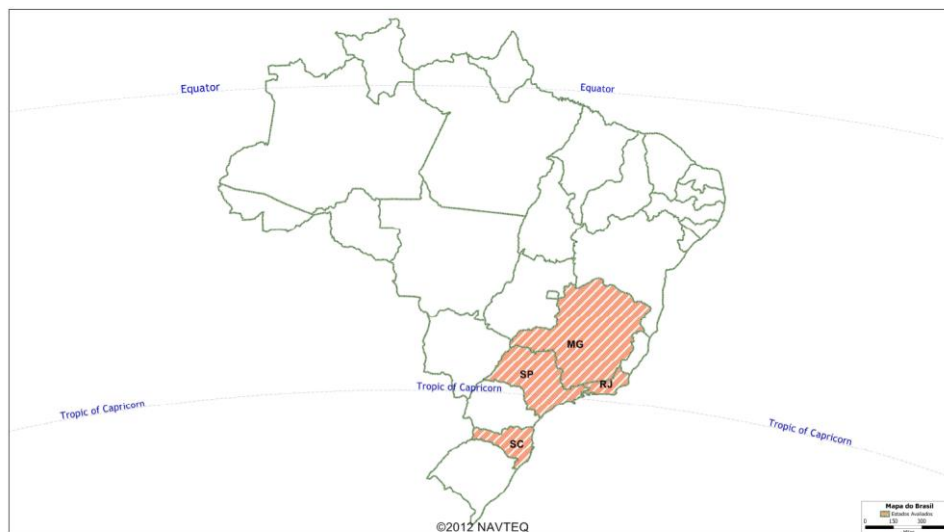 Equator
Equator
MG
SP
RJ
Tropic of Capricorn
Tropic of Capricorn
Tropic of Capricorn
SC
Mapa do Brasil
Estados Avaliados
0 150 300
©2012 NAVTEQ